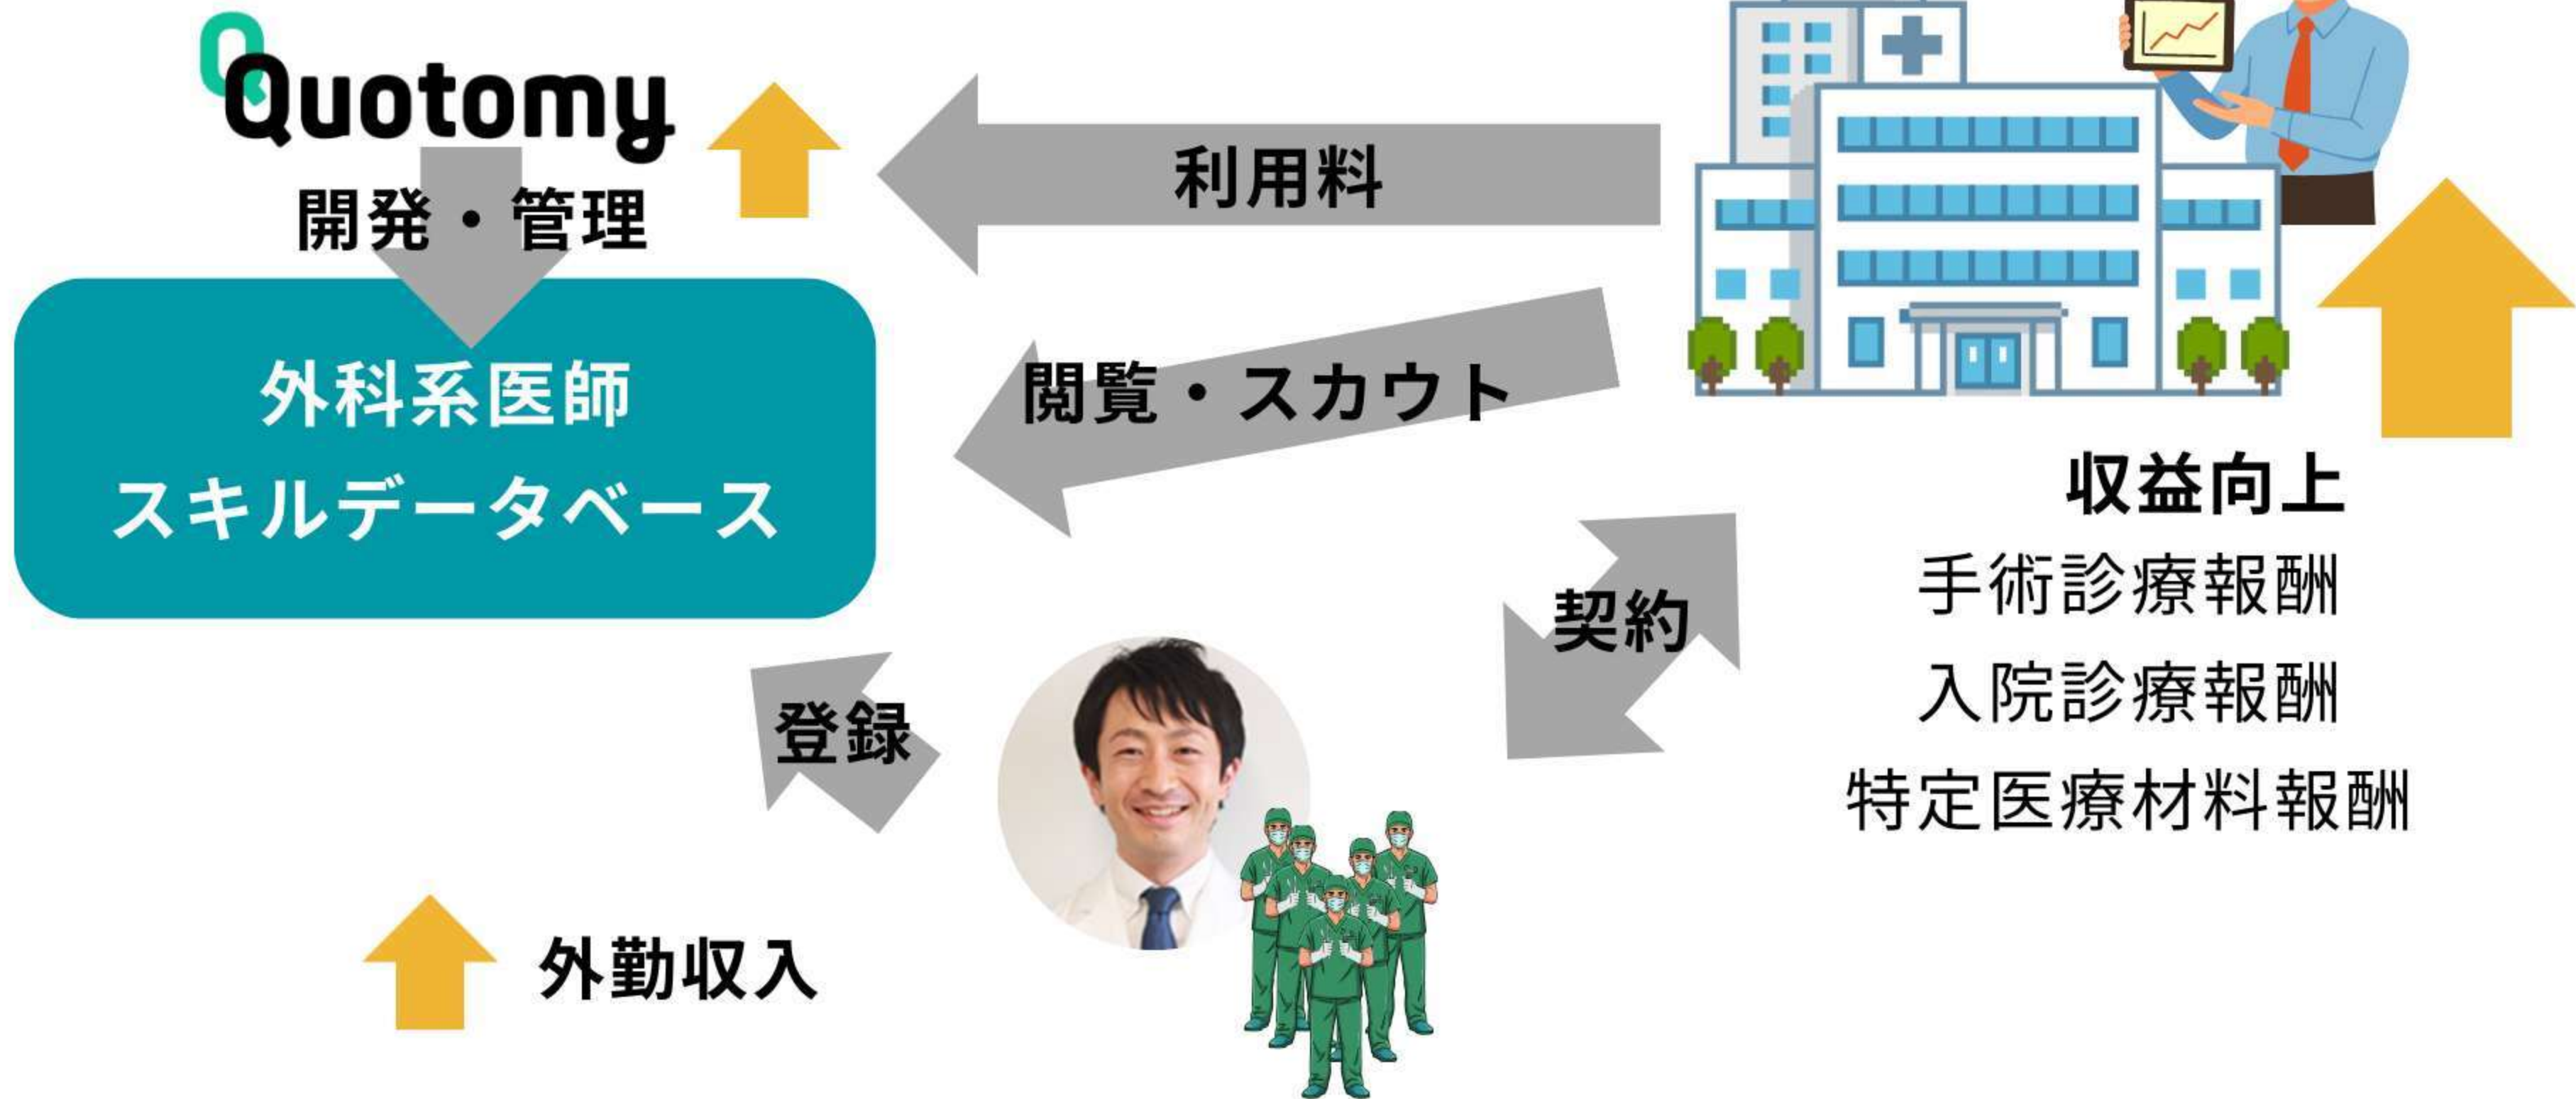 Quotomy
開発・管理
利用料
外科系医師
スキルデータベース
閲覧・スカウト
収益向上
手術診療報酬
入院診療報酬
特定医療材料報酬
契約
登録
外勤収入